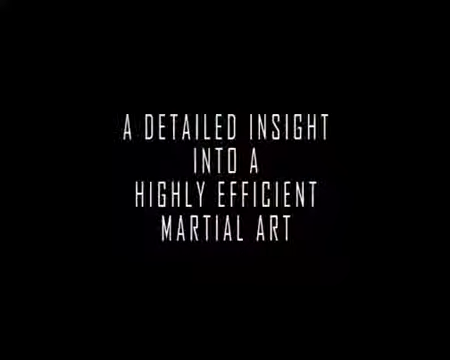 A DETAILED INSIGHT
INTO A
HIGHLY EFFICIENT
MARTIAL ART